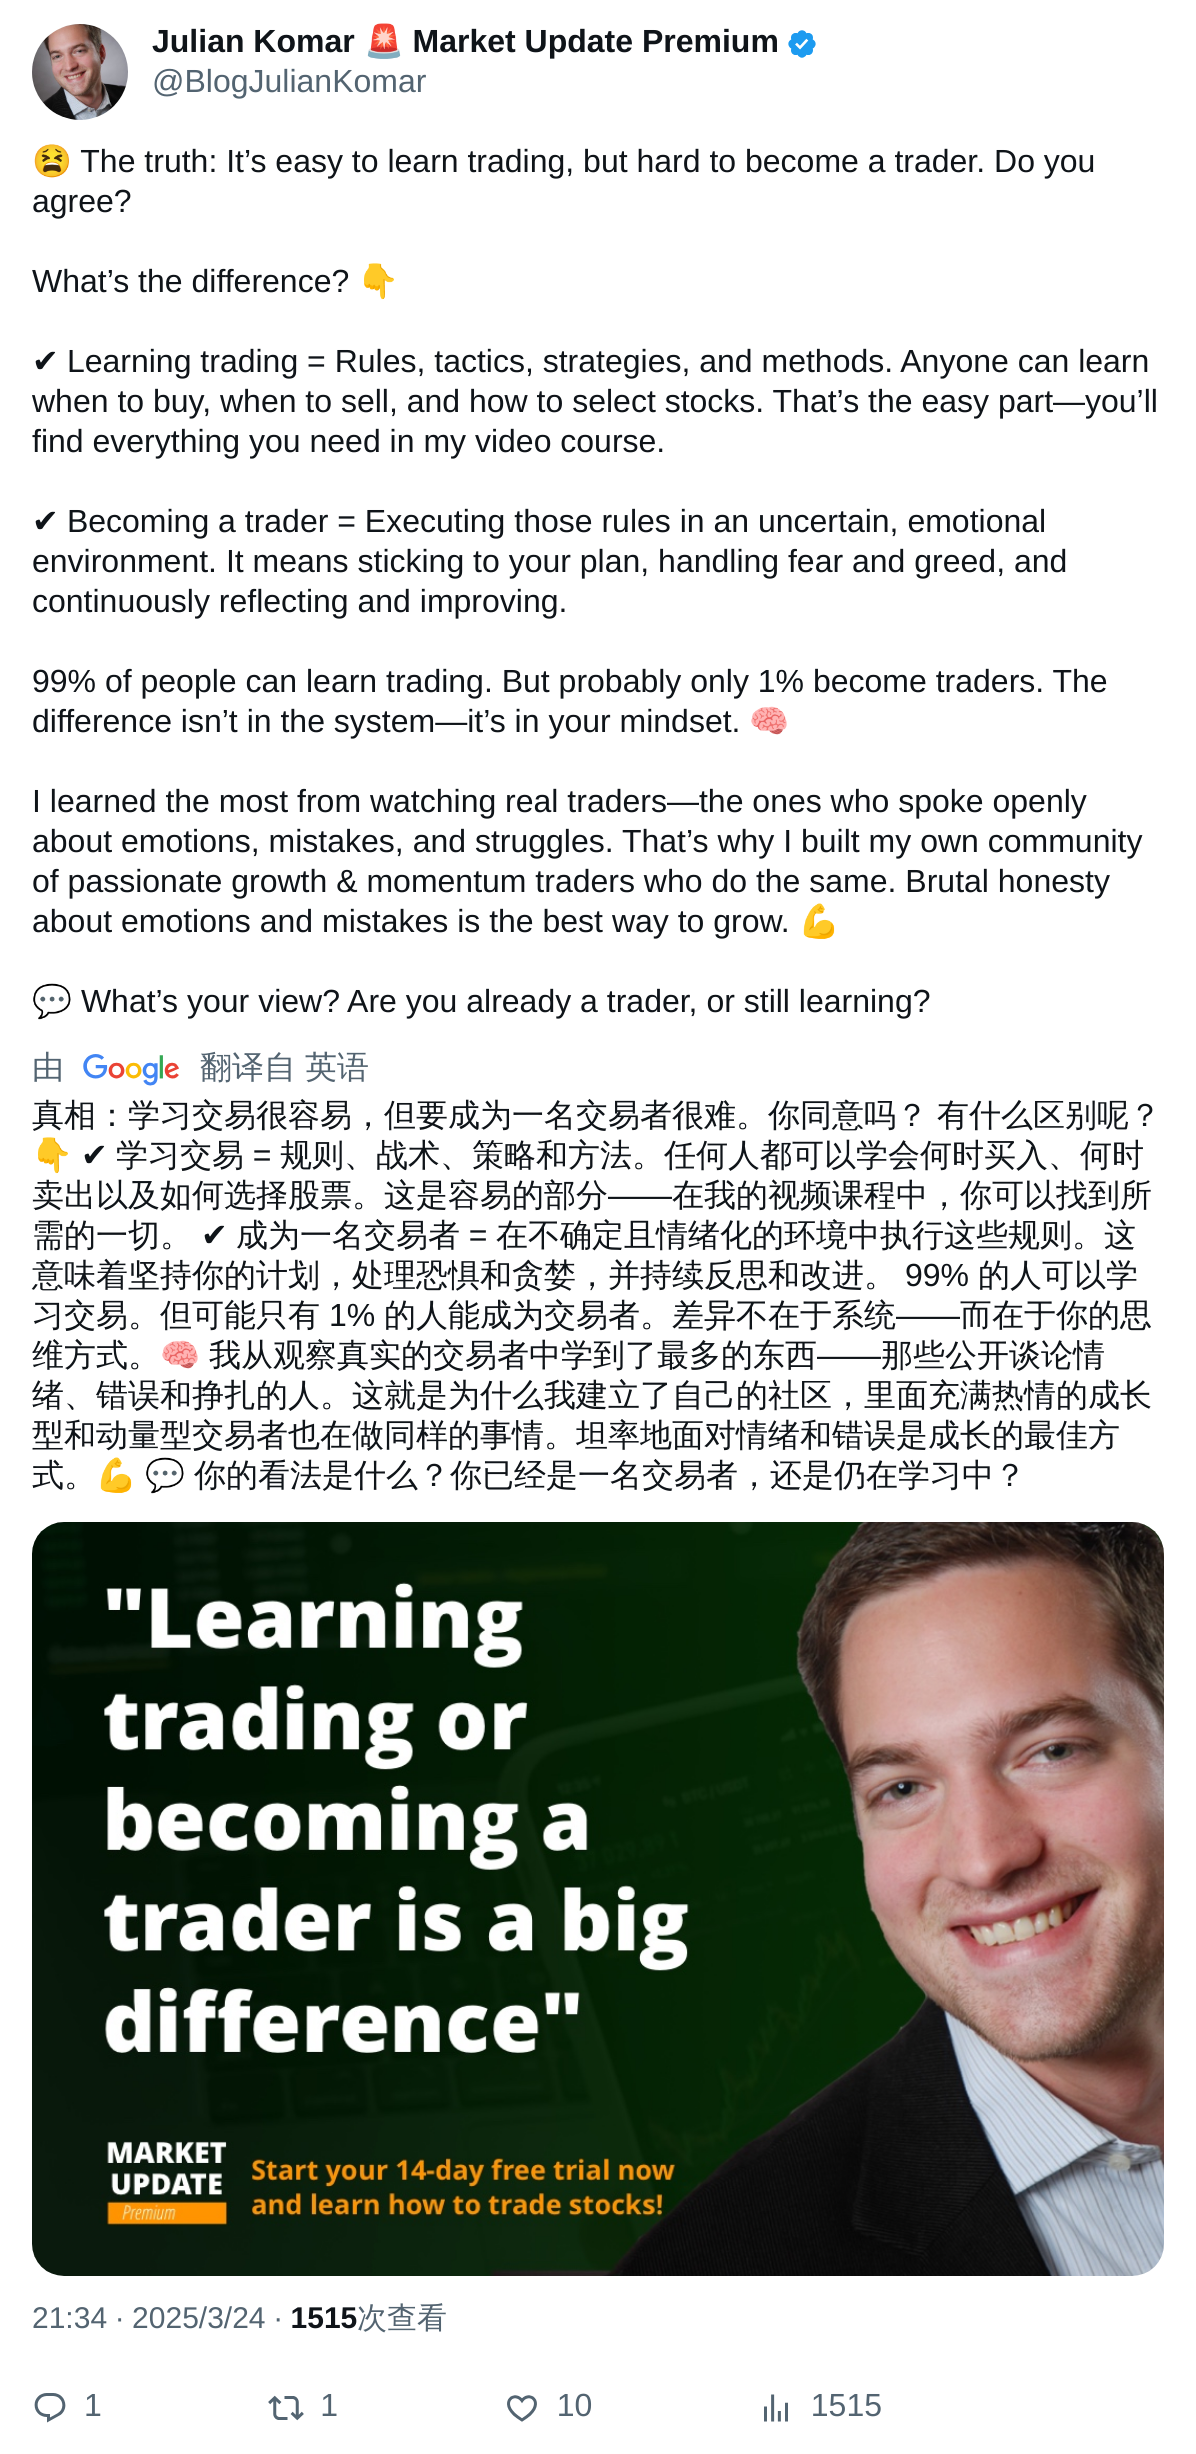 Julian Komar 🚨 Market Update Premium
@BlogJulianKomar
😫 The truth: It’s easy to learn trading, but hard to become a trader. Do you
agree?
What’s the difference? 👇
✔ Learning trading = Rules, tactics, strategies, and methods. Anyone can learn
when to buy, when to sell, and how to select stocks. That’s the easy part—you’ll
find everything you need in my video course.
✔ Becoming a trader = Executing those rules in an uncertain, emotional
environment. It means sticking to your plan, handling fear and greed, and
continuously reflecting and improving.
99% of people can learn trading. But probably only 1% become traders. The
difference isn’t in the system—it’s in your mindset. 🧠
I learned the most from watching real traders—the ones who spoke openly
about emotions, mistakes, and struggles. That’s why I built my own community
of passionate growth & momentum traders who do the same. Brutal honesty
about emotions and mistakes is the best way to grow. 💪
💬 What’s your view? Are you already a trader, or still learning?
由 Google 翻译自 英语
真相：学习交易很容易，但要成为一名交易者很难。你同意吗？ 有什么区别呢？
👇 ✔ 学习交易 = 规则、战术、策略和方法。任何人都可以学会何时买入、何时
卖出以及如何选择股票。这是容易的部分——在我的视频课程中，你可以找到所
需的一切。 ✔ 成为一名交易者 = 在不确定且情绪化的环境中执行这些规则。这
意味着坚持你的计划，处理恐惧和贪婪，并持续反思和改进。 99% 的人可以学
习交易。但可能只有 1% 的人能成为交易者。差异不在于系统——而在于你的思
维方式。🧠 我从观察真实的交易者中学到了最多的东西——那些公开谈论情
绪、错误和挣扎的人。这就是为什么我建立了自己的社区，里面充满热情的成长
型和动量型交易者也在做同样的事情。坦率地面对情绪和错误是成长的最佳方
式。💪 💬 你的看法是什么？你已经是一名交易者，还是仍在学习中？
"Learning
trading or
becoming a
trader is a big
difference"
MARKET
UPDATE
Premium
Start your 14-day free trial now
and learn how to trade stocks!
21:34 · 2025/3/24 · 1515次查看
1 1 10 1515